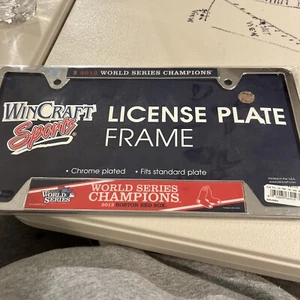 2013 WORLD SERIES CHAMPIONS
WINCRAFT
Sports
LICENSE PLATE
FRAME
• Chrome plated • Fits standard plate
WORLD
SERIES
WORLD SERIES
CHAMPIONS
2013 BOSTON RED SOX